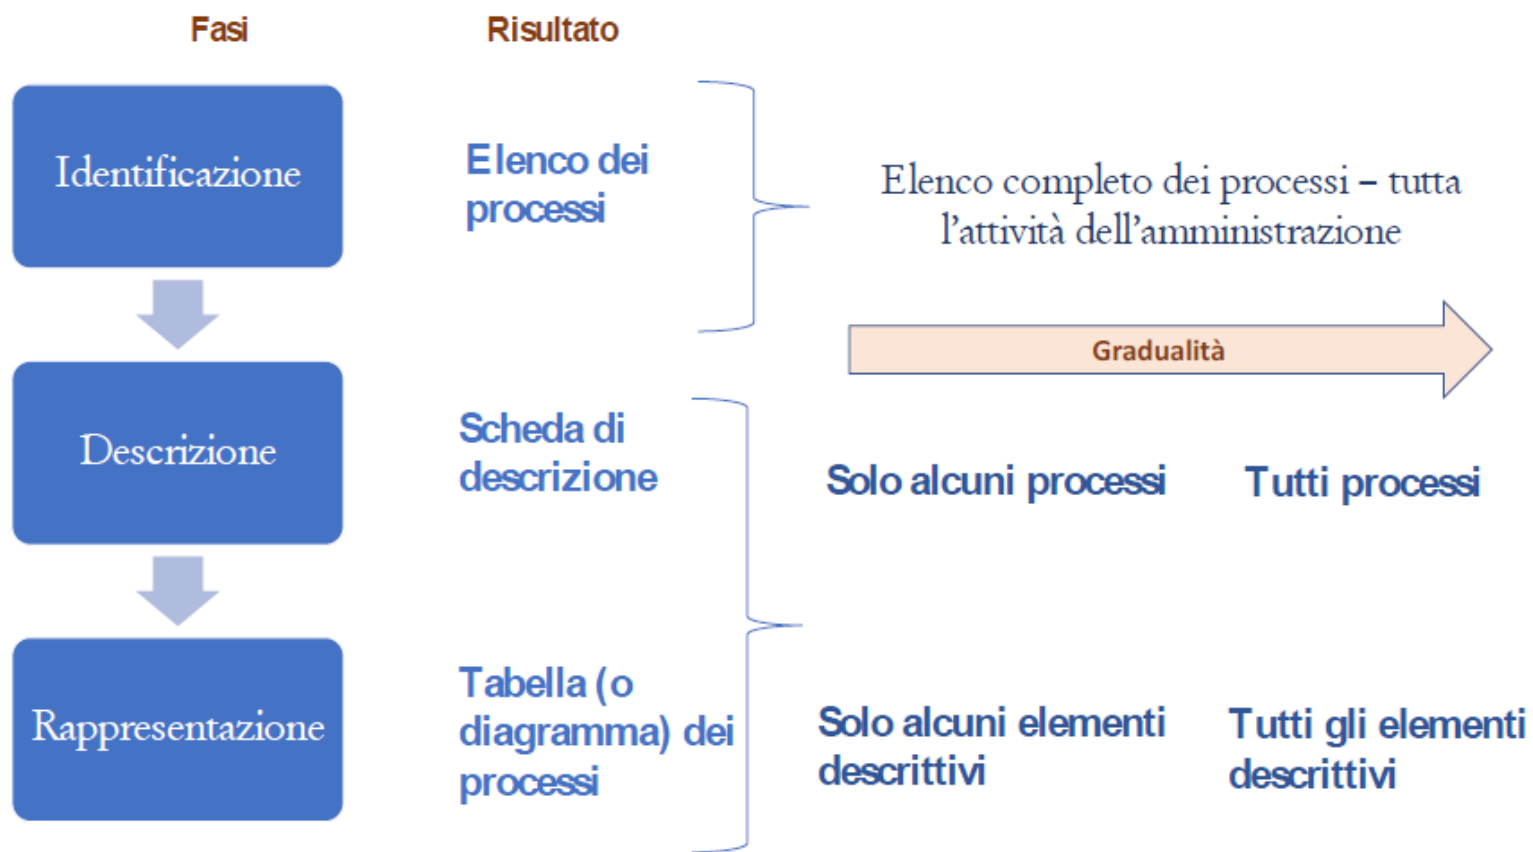 Fasi
Risultato
Identificazione
Elenco dei
processi
Elenco completo dei processi – tutta
l'attività dell'amministrazione
Gradualità
Descrizione
Scheda di
descrizione
Solo alcuni processi
Tutti processi
Rappresentazione
Tabella (o
diagramma) dei
processi
Solo alcuni elementi
descrittivi
Tutti gli elementi
descrittivi